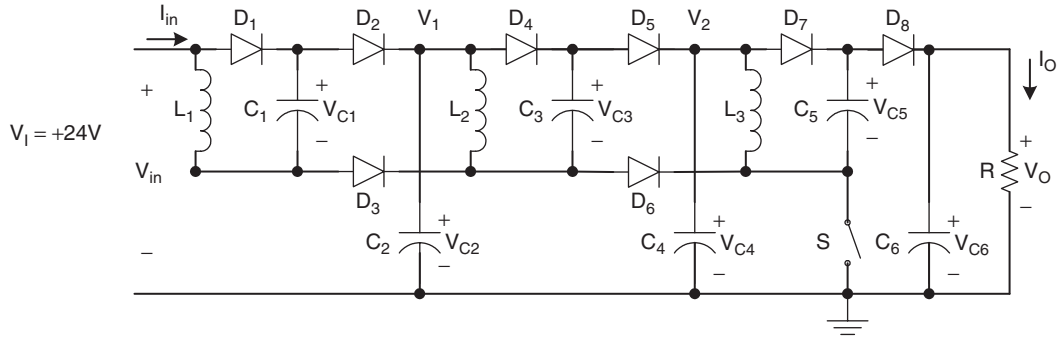 I_in D_1 D_2 V_1 D_4 D_5 V_2 D_7 D_8
I_O
+ L_1 C_1 + V_C1 − L_2 C_3 + V_C3 − L_3 C_5 + V_C5 −
V_I = +24V
V_in D_3 D_6 R + V_O −
− C_2 + V_C2 − C_4 + V_C4 − S C_6 + V_C6 −